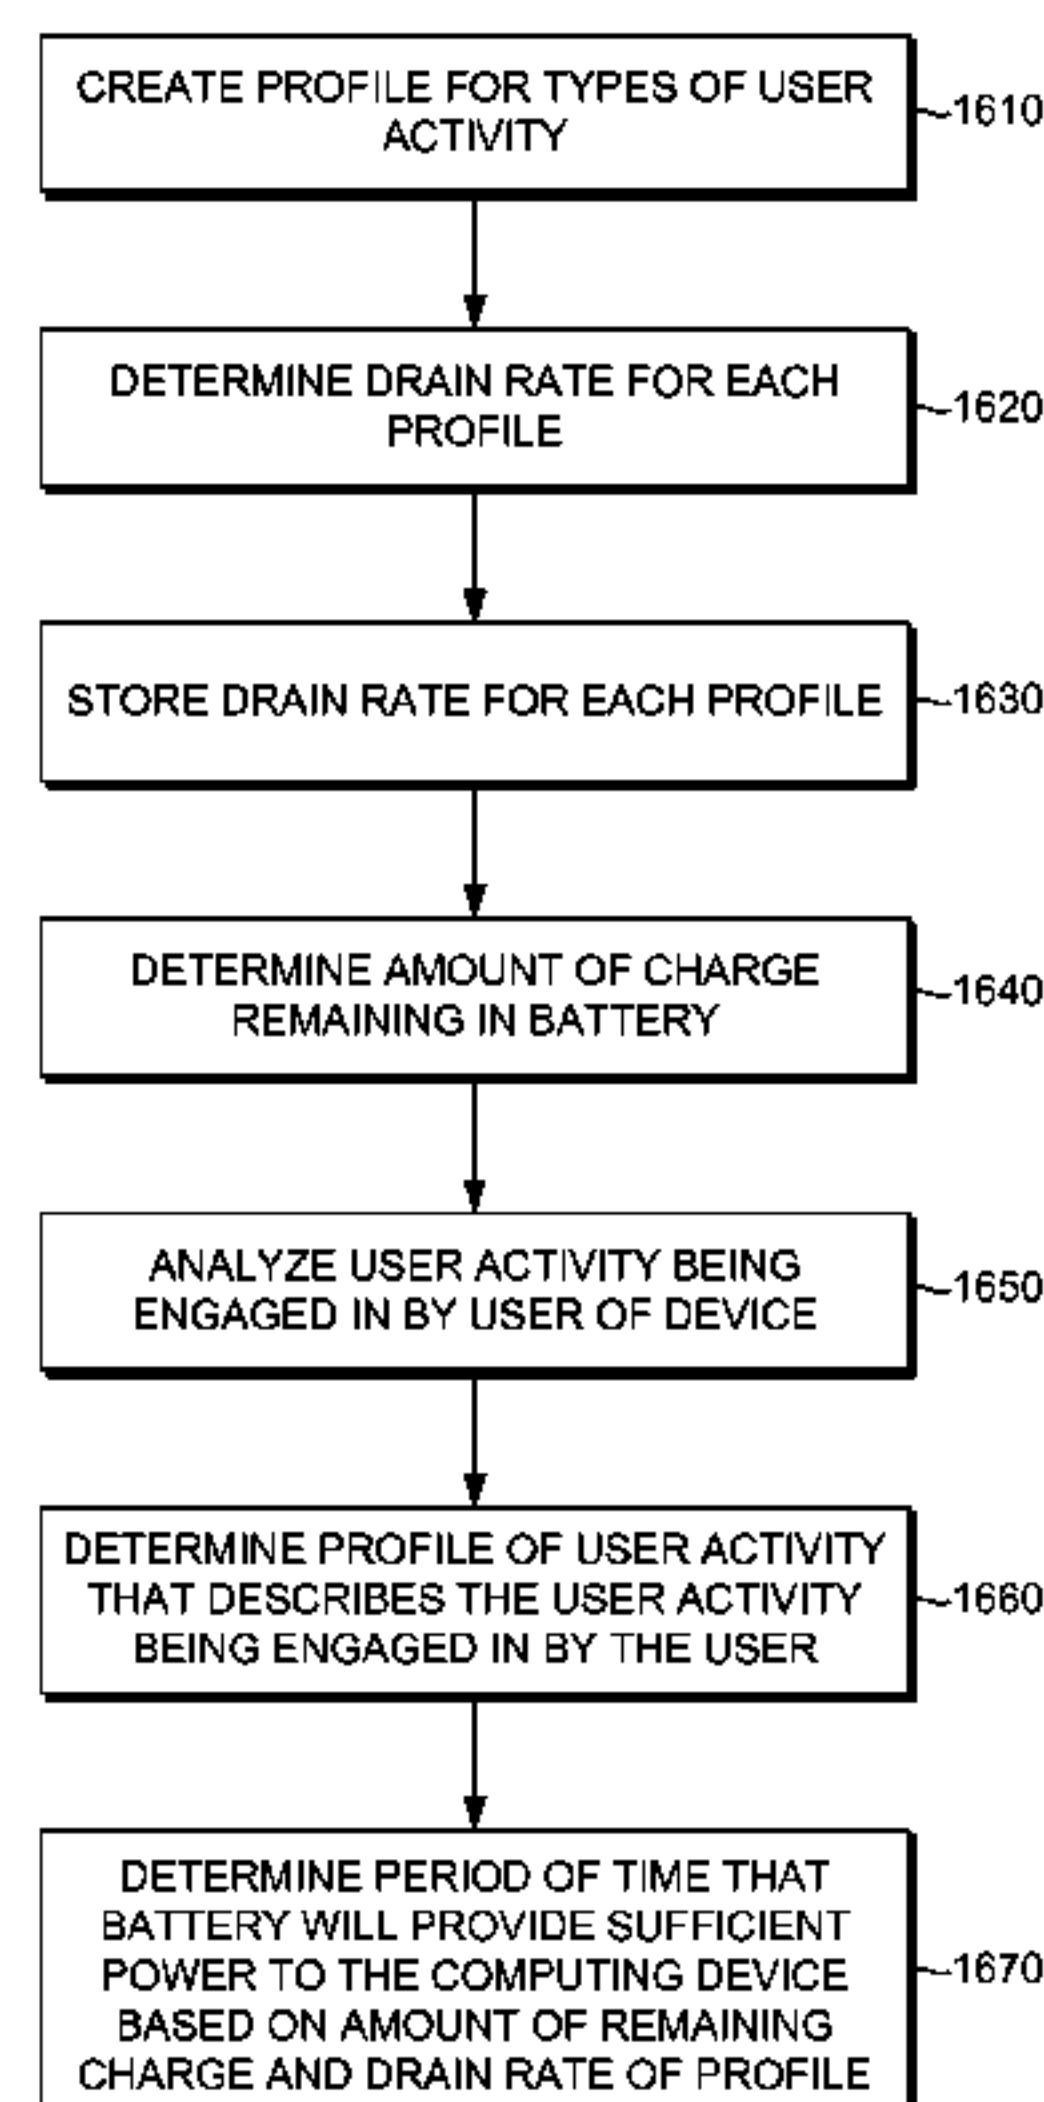 CREATE PROFILE FOR TYPES OF USER
ACTIVITY
1610
DETERMINE DRAIN RATE FOR EACH
PROFILE
1620
STORE DRAIN RATE FOR EACH PROFILE
1630
DETERMINE AMOUNT OF CHARGE
REMAINING IN BATTERY
1640
ANALYZE USER ACTIVITY BEING
ENGAGED IN BY USER OF DEVICE
1650
DETERMINE PROFILE OF USER ACTIVITY
THAT DESCRIBES THE USER ACTIVITY
BEING ENGAGED IN BY THE USER
1660
DETERMINE PERIOD OF TIME THAT
BATTERY WILL PROVIDE SUFFICIENT
POWER TO THE COMPUTING DEVICE
BASED ON AMOUNT OF REMAINING
CHARGE AND DRAIN RATE OF PROFILE
1670